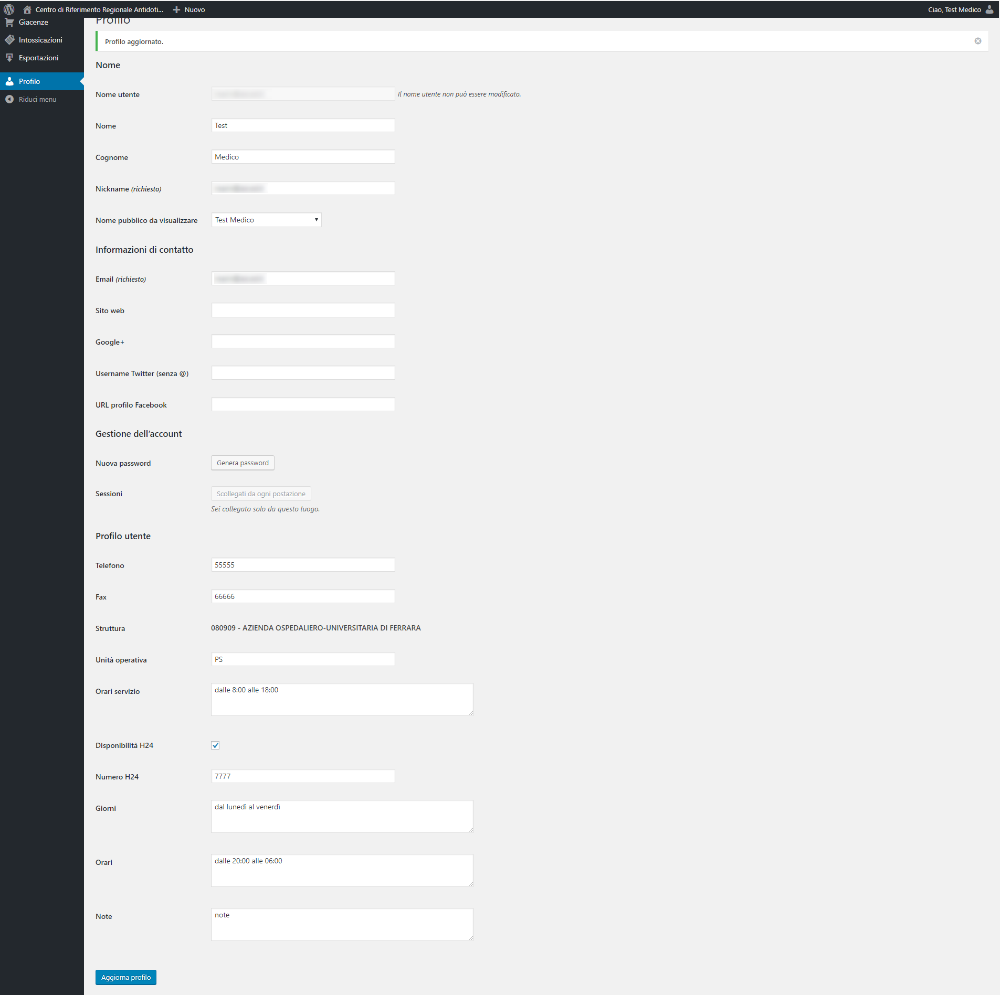 Centro di Riferimento Regionale Antidoti... Nuovo Ciao, Test Medico
Giacenze
Intossicazioni
Esportazioni
Profilo
Riduci menu
Profilo
Profilo aggiornato.
Nome
Nome utente Il nome utente non può essere modificato.
Nome Test
Cognome Medico
Nickname (richiesto)
Nome pubblico da visualizzare Test Medico
Informazioni di contatto
Email (richiesto)
Sito web
Google+
Username Twitter (senza @)
URL profilo Facebook
Gestione dell’account
Nuova password Genera password
Sessioni Scollegati da ogni postazione
Sei collegato solo da questo luogo.
Profilo utente
Telefono 55555
Fax 66666
Struttura 080909 - AZIENDA OSPEDALIERO-UNIVERSITARIA DI FERRARA
Unità operativa PS
Orari servizio dalle 8:00 alle 18:00
Disponibilità H24
Numero H24 7777
Giorni dal lunedì al venerdì
Orari dalle 20:00 alle 06:00
Note note
Aggiorna profilo